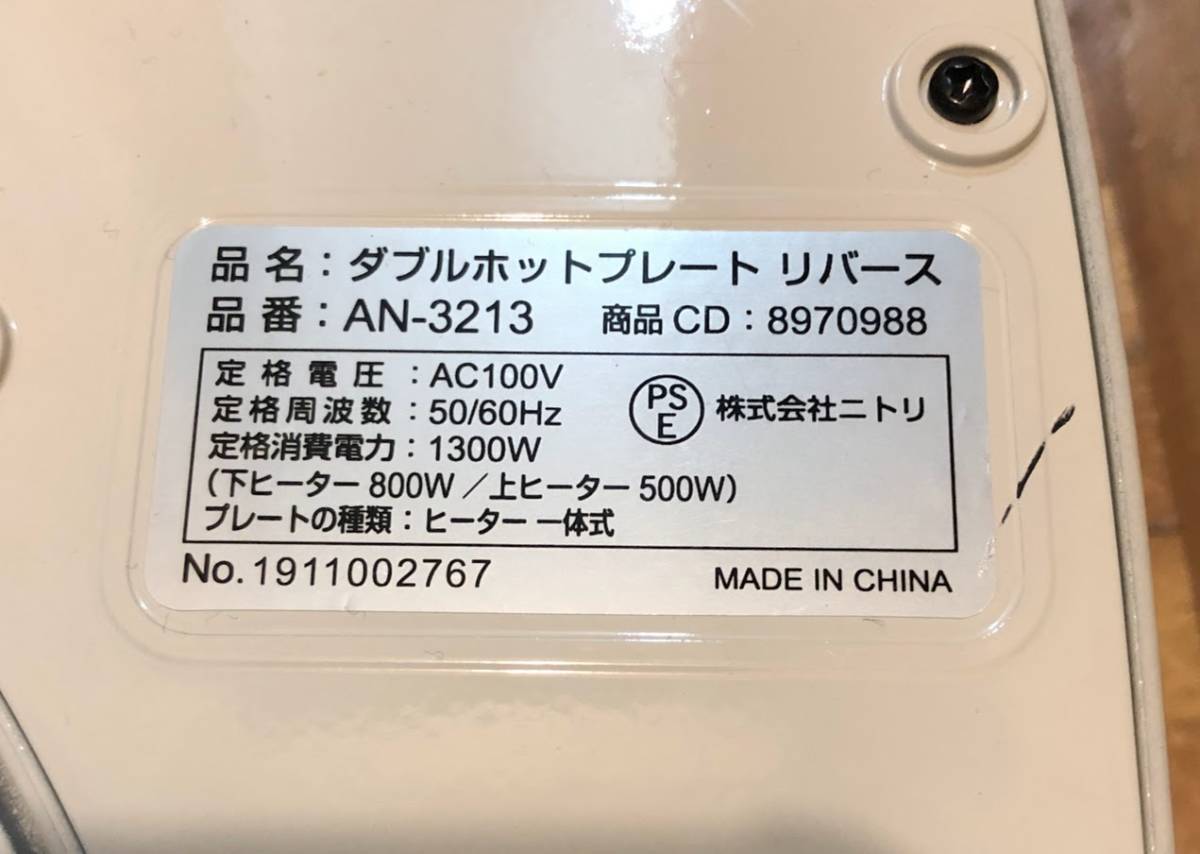 品名：ダブルホットプレート リバース
品番：AN-3213 商品CD：8970988
定格電圧：AC100V
定格周波数：50/60Hz
PSE 株式会社ニトリ
定格消費電力：1300W
(下ヒーター 800W／上ヒーター 500W)
プレートの種類：ヒーター 一体式
No.1911002767 MADE IN CHINA